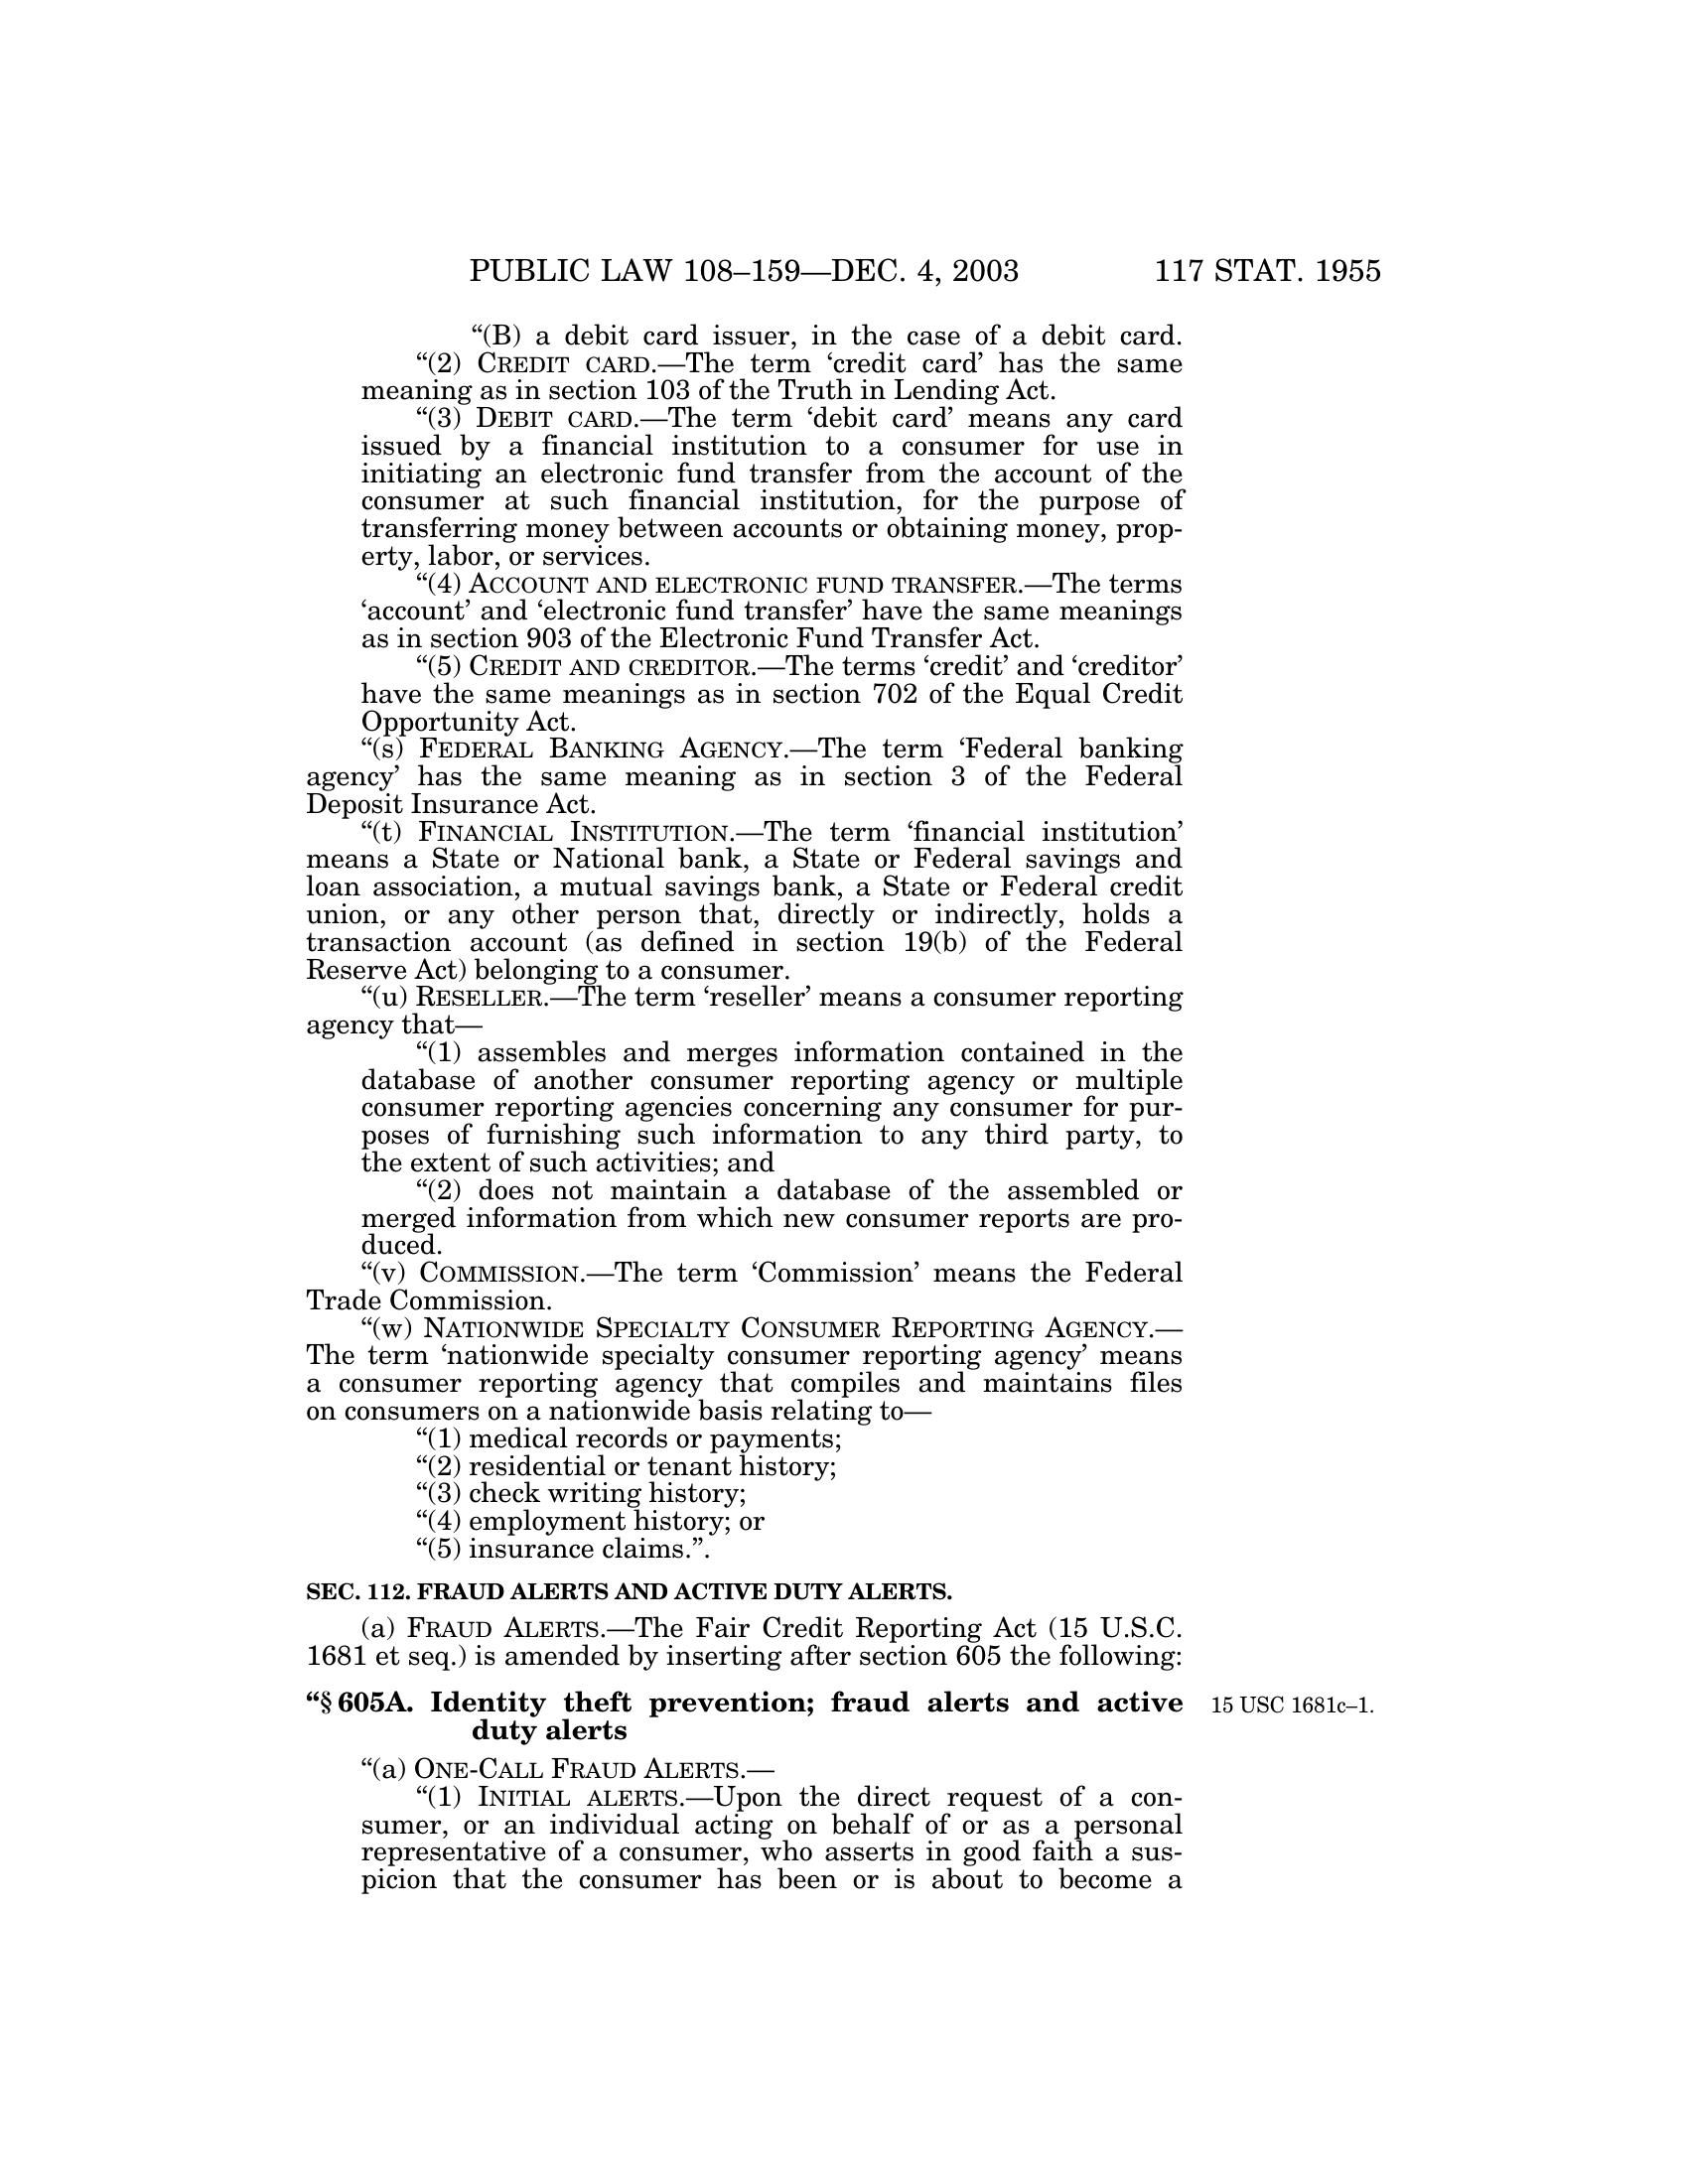 PUBLIC LAW 108–159—DEC. 4, 2003 117 STAT. 1955
“(B) a debit card issuer, in the case of a debit card.
“(2) CREDIT CARD.—The term ‘credit card’ has the same
meaning as in section 103 of the Truth in Lending Act.
“(3) DEBIT CARD.—The term ‘debit card’ means any card
issued by a financial institution to a consumer for use in
initiating an electronic fund transfer from the account of the
consumer at such financial institution, for the purpose of
transferring money between accounts or obtaining money, prop-
erty, labor, or services.
“(4) ACCOUNT AND ELECTRONIC FUND TRANSFER.—The terms
‘account’ and ‘electronic fund transfer’ have the same meanings
as in section 903 of the Electronic Fund Transfer Act.
“(5) CREDIT AND CREDITOR.—The terms ‘credit’ and ‘creditor’
have the same meanings as in section 702 of the Equal Credit
Opportunity Act.
“(s) FEDERAL BANKING AGENCY.—The term ‘Federal banking
agency’ has the same meaning as in section 3 of the Federal
Deposit Insurance Act.
“(t) FINANCIAL INSTITUTION.—The term ‘financial institution’
means a State or National bank, a State or Federal savings and
loan association, a mutual savings bank, a State or Federal credit
union, or any other person that, directly or indirectly, holds a
transaction account (as defined in section 19(b) of the Federal
Reserve Act) belonging to a consumer.
“(u) RESELLER.—The term ‘reseller’ means a consumer reporting
agency that—
“(1) assembles and merges information contained in the
database of another consumer reporting agency or multiple
consumer reporting agencies concerning any consumer for pur-
poses of furnishing such information to any third party, to
the extent of such activities; and
“(2) does not maintain a database of the assembled or
merged information from which new consumer reports are pro-
duced.
“(v) COMMISSION.—The term ‘Commission’ means the Federal
Trade Commission.
“(w) NATIONWIDE SPECIALTY CONSUMER REPORTING AGENCY.—
The term ‘nationwide specialty consumer reporting agency’ means
a consumer reporting agency that compiles and maintains files
on consumers on a nationwide basis relating to—
“(1) medical records or payments;
“(2) residential or tenant history;
“(3) check writing history;
“(4) employment history; or
“(5) insurance claims.”.
SEC. 112. FRAUD ALERTS AND ACTIVE DUTY ALERTS.
(a) FRAUD ALERTS.—The Fair Credit Reporting Act (15 U.S.C.
1681 et seq.) is amended by inserting after section 605 the following:
“§ 605A. Identity theft prevention; fraud alerts and active 15 USC 1681c–1.
duty alerts
“(a) ONE-CALL FRAUD ALERTS.—
“(1) INITIAL ALERTS.—Upon the direct request of a con-
sumer, or an individual acting on behalf of or as a personal
representative of a consumer, who asserts in good faith a sus-
picion that the consumer has been or is about to become a